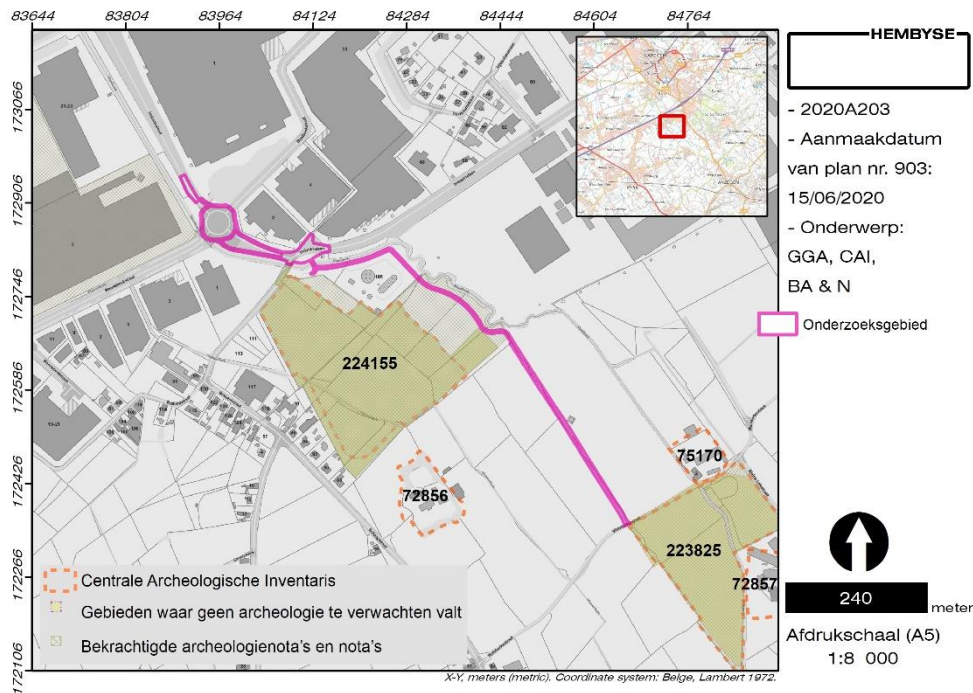 83644 83804 83964 84124 84284 84444 84604 84764
173066
172906
172746
172586
172426
172266
172106
224155
72856
75170
223825
72857
Centrale Archeologische Inventaris
Gebieden waar geen archeologie te verwachten valt
Bekrachtigde archeologienota's en nota's
X-Y, meters (metric). Coordinate system: Belge, Lambert 1972.
HEMBYSE
- 2020A203
- Aanmaakdatum
van plan nr. 903:
15/06/2020
- Onderwerp:
GGA, CAI,
BA & N
Onderzoeksgebied
240 meter
Afdrukschaal (A5)
1:8 000